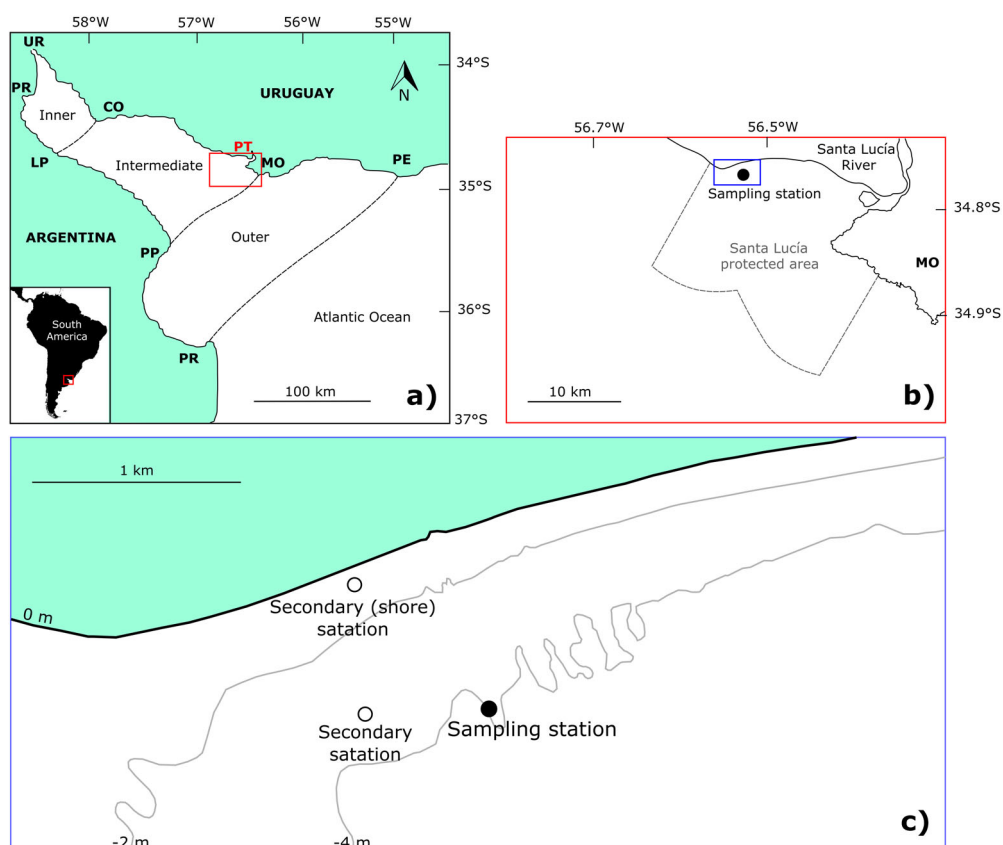 58°W
57°W
56°W
55°W
UR
34°S
PR
CO
URUGUAY
N
Inner
PT
LP
Intermediate
MO
PE
35°S
ARGENTINA
PP
Outer
36°S
South
America
Atlantic Ocean
PR
100 km
a)
37°S
56.7°W
56.5°W
Santa Lucía
River
Sampling station
34.8°S
Santa Lucía
protected area
MO
34.9°S
10 km
b)
1 km
0 m
Secondary (shore)
satation
Secondary
satation
Sampling station
-2 m
-4 m
c)